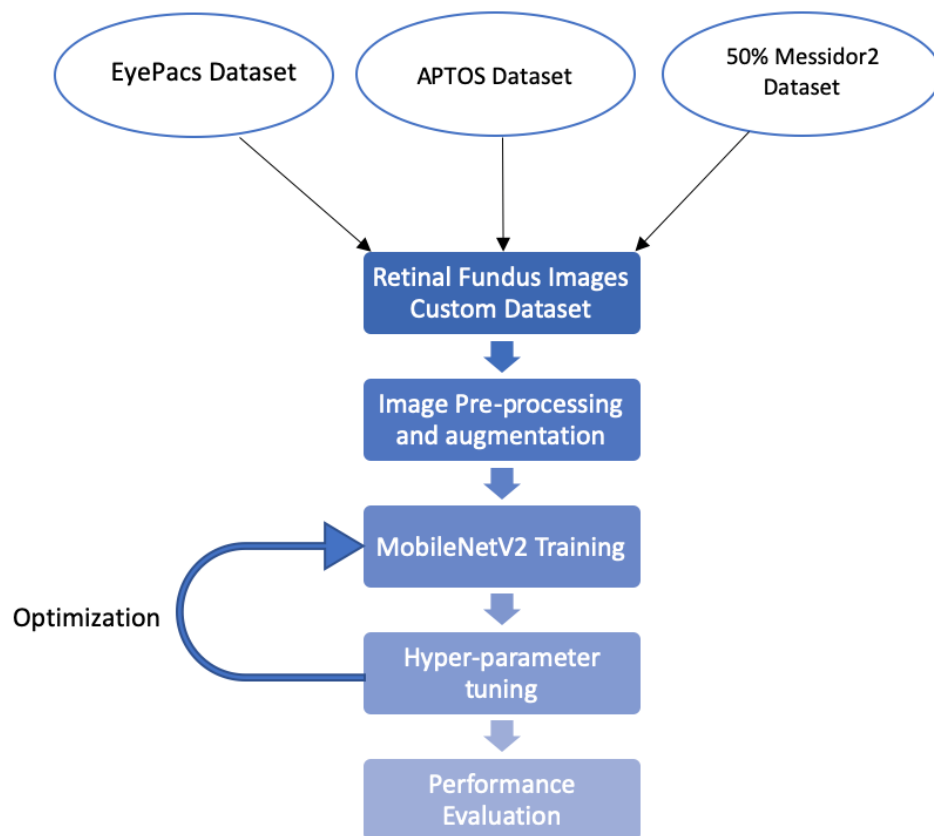 EyePacs Dataset
APTOS Dataset
50% Messidor2
Dataset
Retinal Fundus Images
Custom Dataset
Image Pre-processing
and augmentation
MobileNetV2 Training
Optimization
Hyper-parameter
tuning
Performance
Evaluation